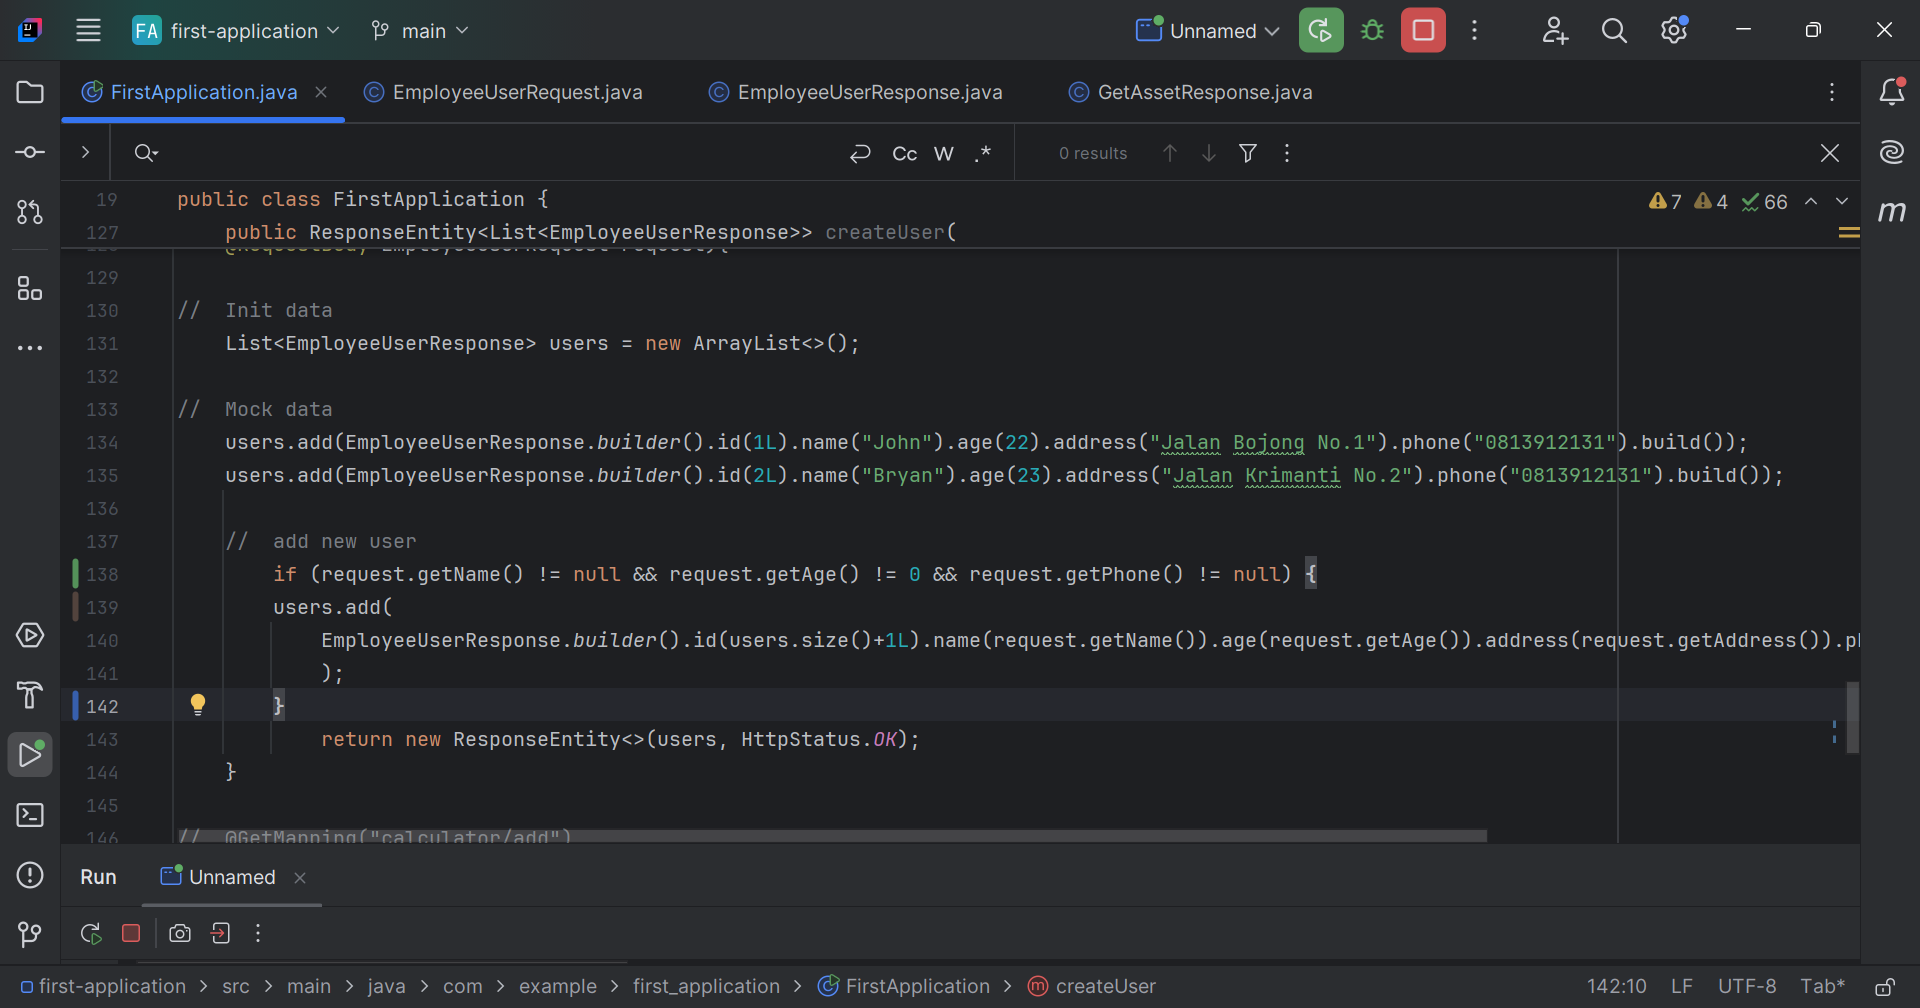 FA first-application main Unnamed
FirstApplication.java EmployeeUserRequest.java EmployeeUserResponse.java GetAssetResponse.java
Cc W .* 0 results
19 public class FirstApplication { 7 4 66
127 public ResponseEntity<List<EmployeeUserResponse>> createUser(
128 @RequestBody EmployeeUserRequest request){
129
130 // Init data
131 List<EmployeeUserResponse> users = new ArrayList<>();
132
133 // Mock data
134 users.add(EmployeeUserResponse.builder().id(1L).name("John").age(22).address("Jalan Bojong No.1").phone("0813912131").build());
135 users.add(EmployeeUserResponse.builder().id(2L).name("Bryan").age(23).address("Jalan Krimanti No.2").phone("0813912131").build());
136
137 // add new user
138 if (request.getName() != null && request.getAge() != 0 && request.getPhone() != null) {
139 users.add(
140 EmployeeUserResponse.builder().id(users.size()+1L).name(request.getName()).age(request.getAge()).address(request.getAddress()).ph
141 );
142 }
143 return new ResponseEntity<>(users, HttpStatus.OK);
144 }
145
146 // @GetMapping("calculator/add")
Run Unnamed
first-application > src > main > java > com > example > first_application > FirstApplication > createUser 142:10 LF UTF-8 Tab*
m